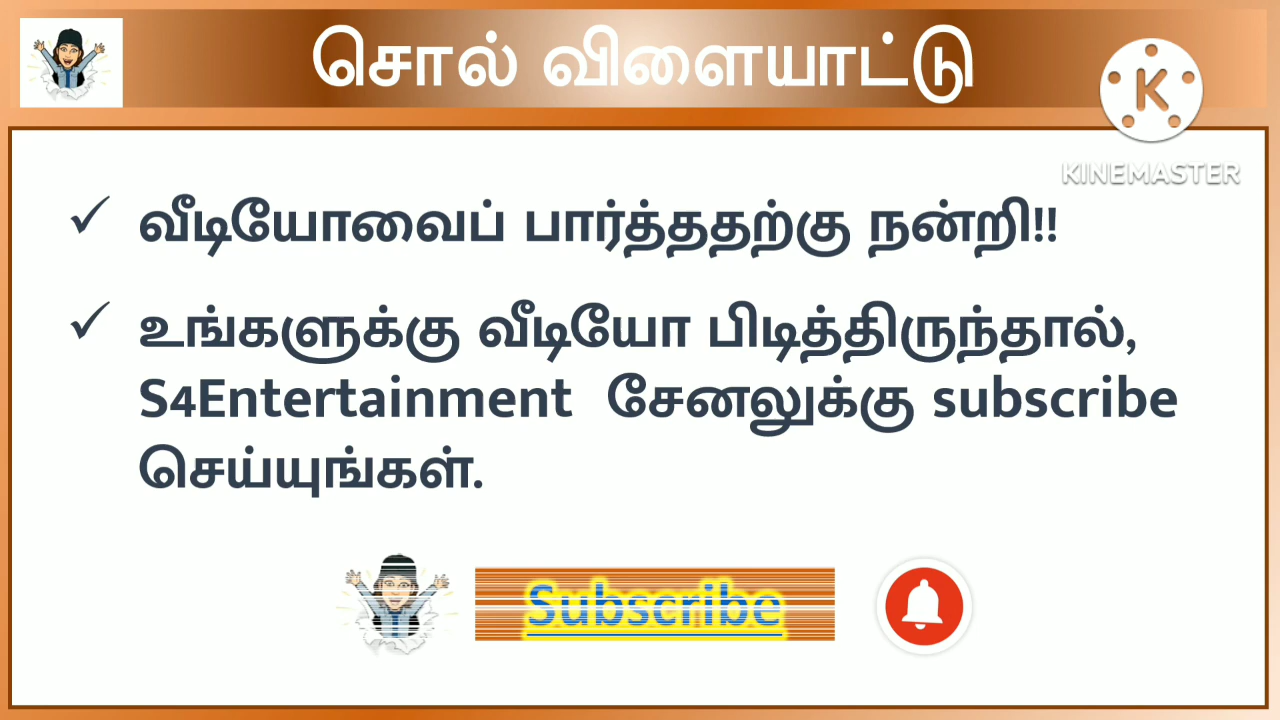 சொல் விளையாட்டு
K
KINEMASTER
வீடியோவைப் பார்த்ததற்கு நன்றி!!
உங்களுக்கு வீடியோ பிடித்திருந்தால்,
S4Entertainment சேனலுக்கு subscribe
செய்யுங்கள்.
Subscribe